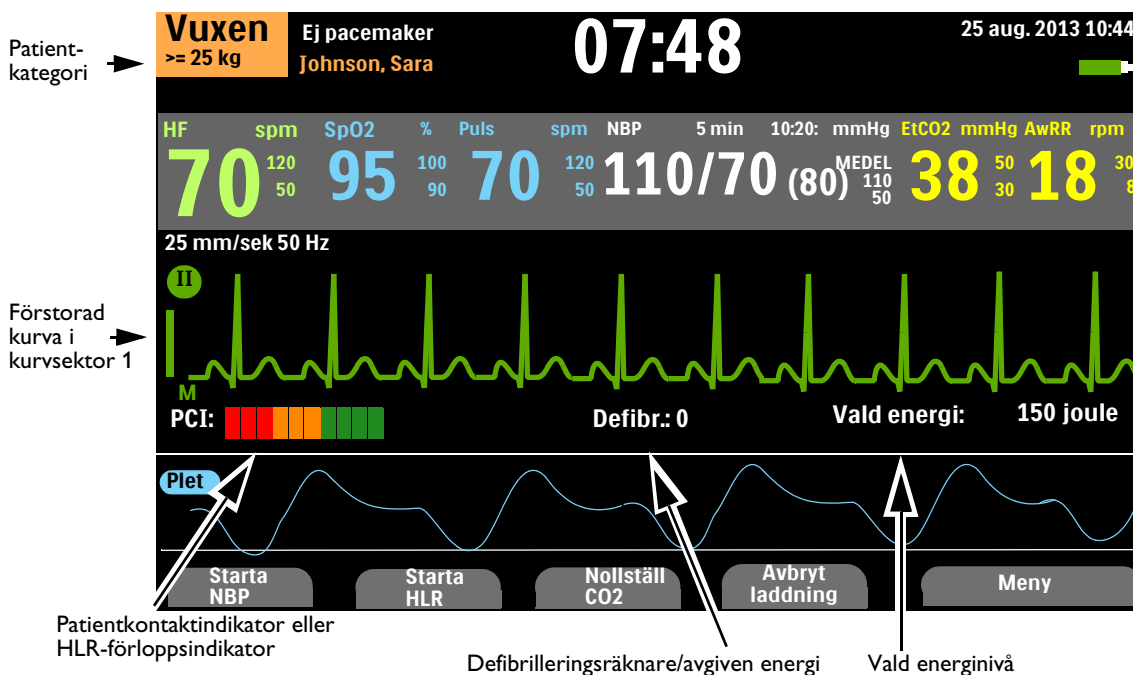 Patient-
kategori
Vuxen
>= 25 kg
Ej pacemaker
Johnson, Sara
07:48
25 aug. 2013 10:44
HF spm SpO2 % Puls spm NBP 5 min 10:20: mmHg EtCO2 mmHg AwRR rpm
70 120 50 95 100 90 70 120 50 110/70 (80) MEDEL 110 50 38 50 30 18 30 8
25 mm/sek 50 Hz
II
Förstorad
kurva i
kurvsektor 1
M
PCI: Defibr.: 0 Vald energi: 150 joule
Plet
Starta
NBP
Starta
HLR
Nollställ
CO2
Avbryt
laddning
Meny
Patientkontaktindikator eller
HLR-förloppsindikator
Defibrilleringsräknare/avgiven energi
Vald energinivå